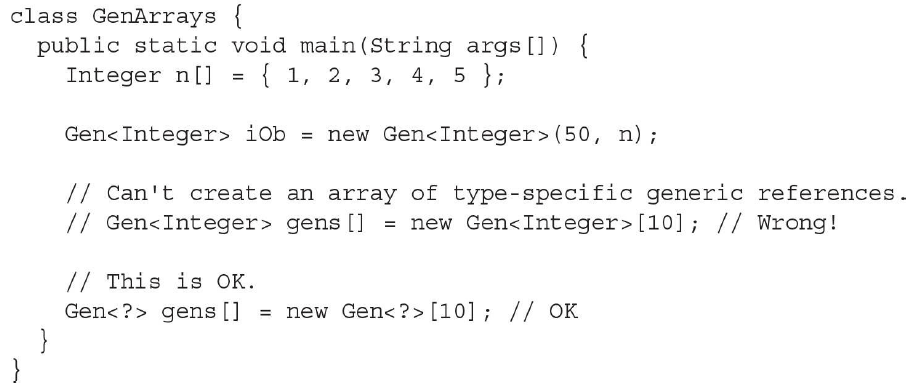 class GenArrays {
  public static void main(String args[]) {
    Integer n[] = { 1, 2, 3, 4, 5 };

    Gen<Integer> iOb = new Gen<Integer>(50, n);

    // Can't create an array of type-specific generic references.
    // Gen<Integer> gens[] = new Gen<Integer>[10]; // Wrong!

    // This is OK.
    Gen<?> gens[] = new Gen<?>[10]; // OK
  }
}